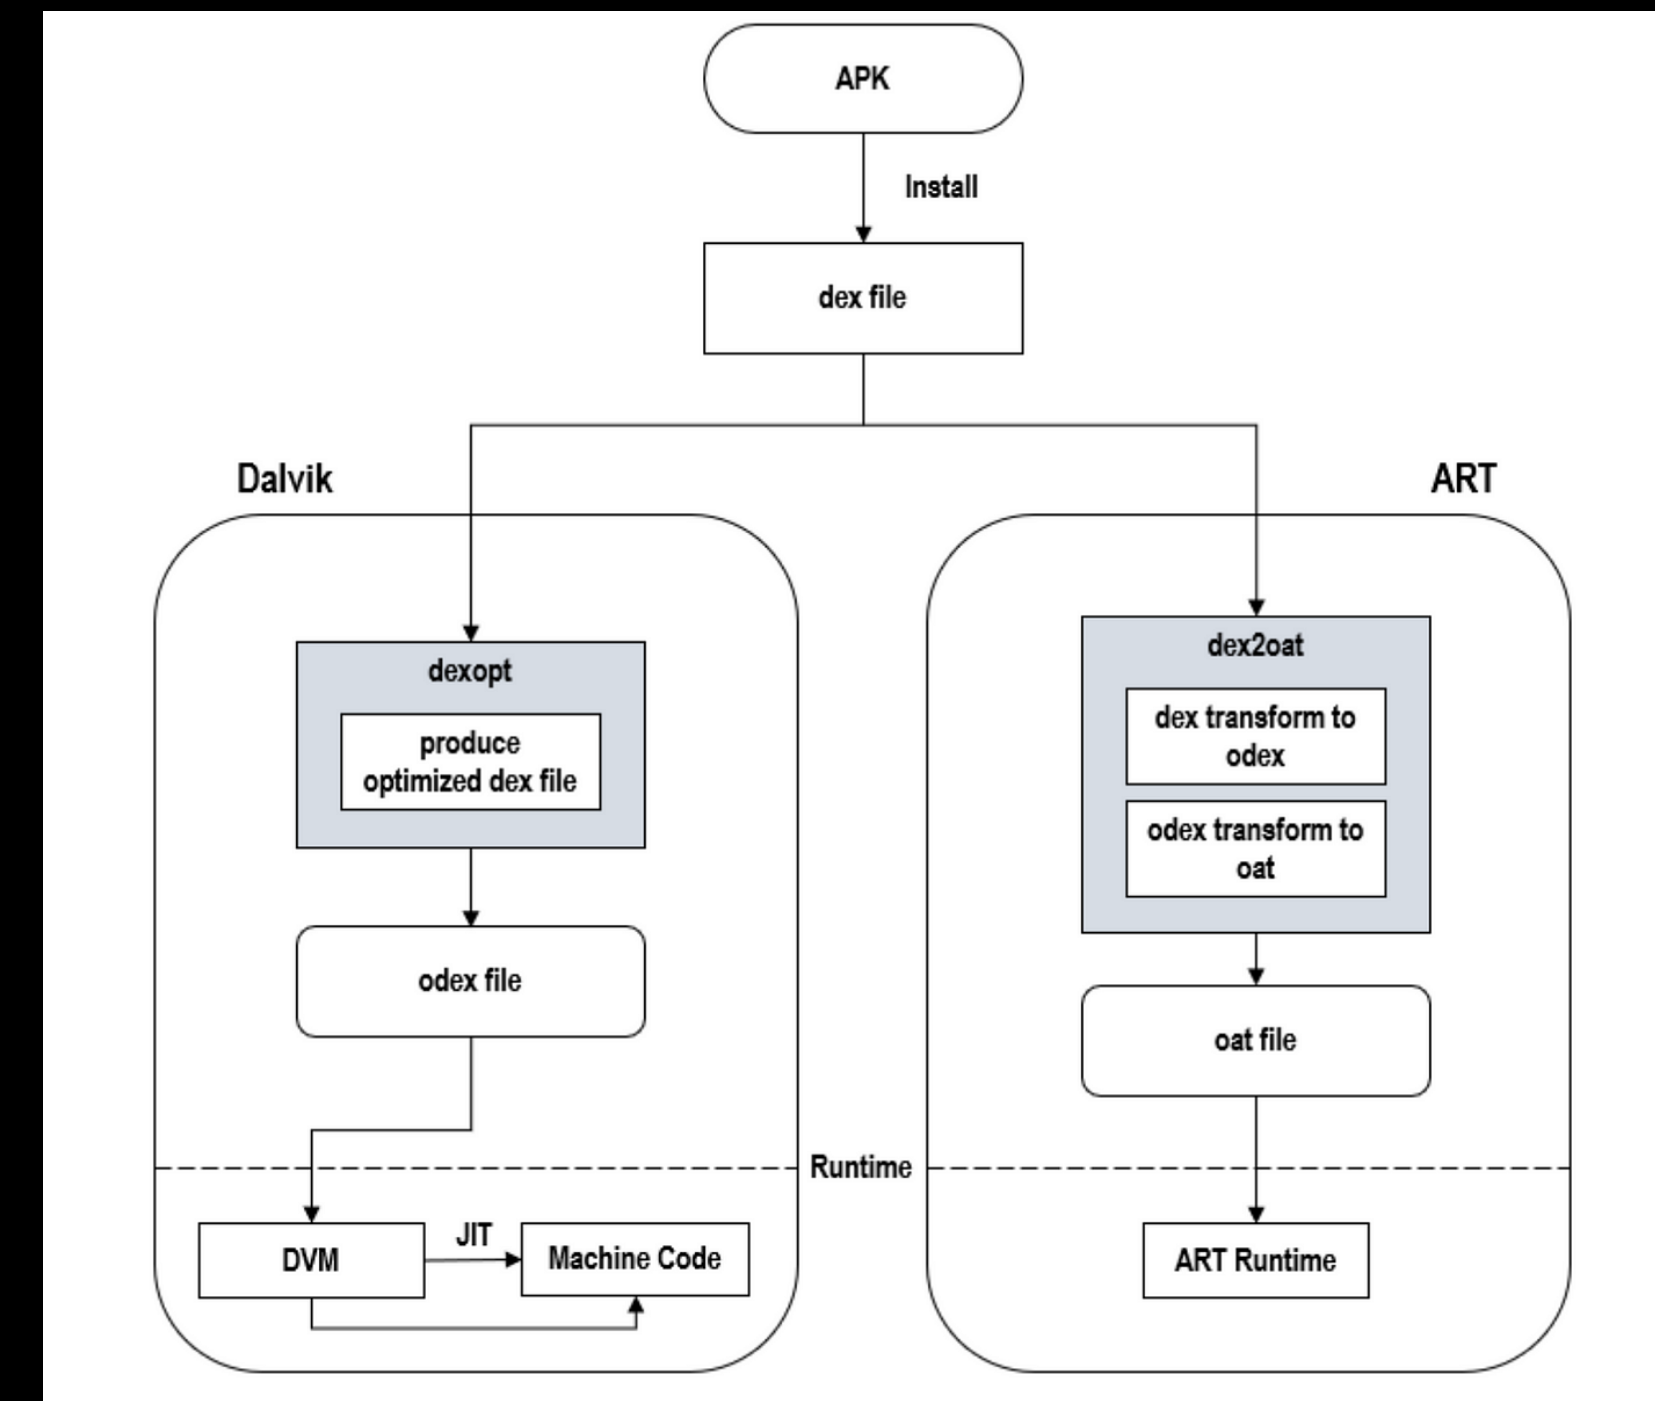 APK
Install
dex file
Dalvik
ART
dexopt
produce
optimized dex file
dex2oat
dex transform to
odex
odex transform to
oat
odex file
oat file
Runtime
DVM
JIT
Machine Code
ART Runtime